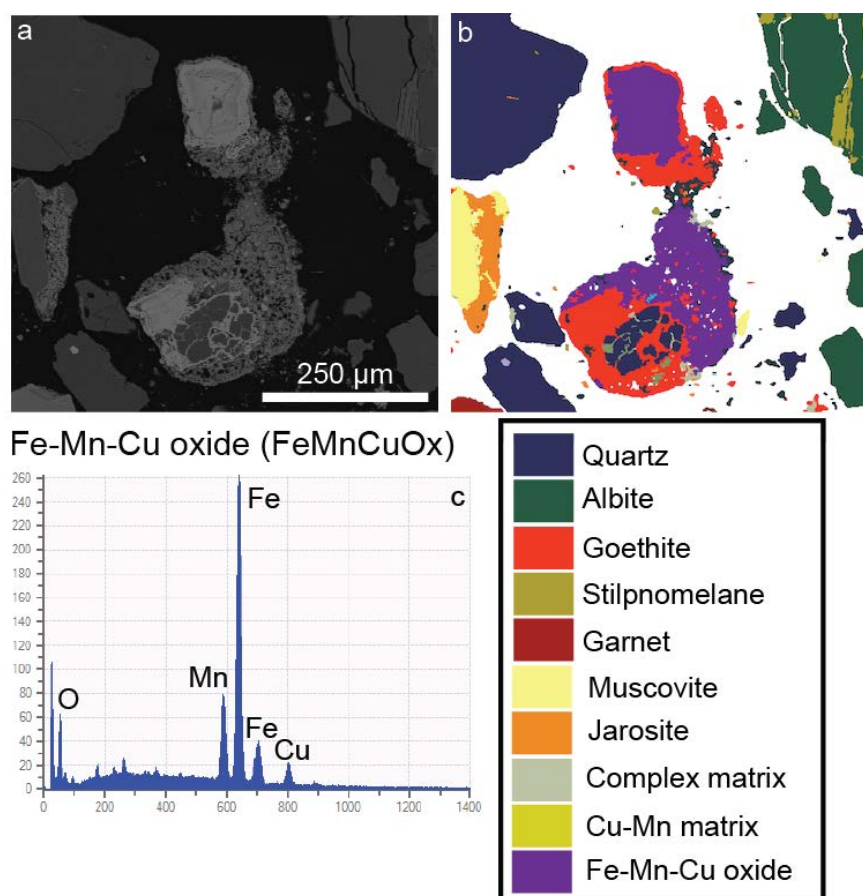 a
b
250 µm
Fe-Mn-Cu oxide (FeMnCuOx)
c
260
240
220
200
180
160
140
120
100
80
60
40
20
0
O
Mn
Fe
Fe
Cu
0 200 400 600 800 1000 1200 1400
Quartz
Albite
Goethite
Stilpnomelane
Garnet
Muscovite
Jarosite
Complex matrix
Cu-Mn matrix
Fe-Mn-Cu oxide